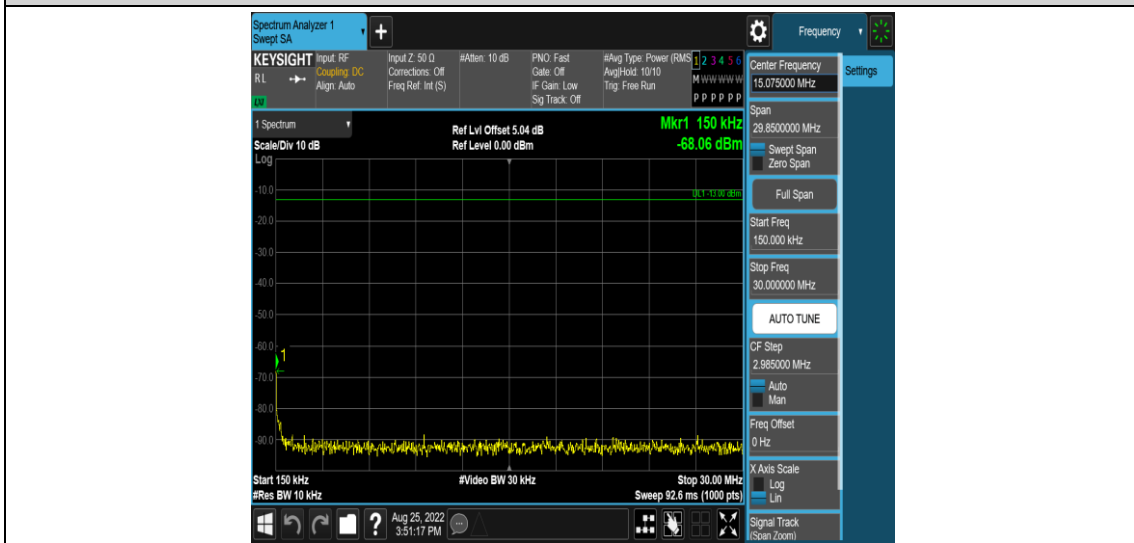 Spectrum Analyzer 1
Swept SA
+
Frequency
KEYSIGHT
RL
LXI
Input: RF
Coupling: DC
Align: Auto
Input Z: 50 Ω
Corrections: Off
Freq Ref: Int (S)
#Atten: 10 dB
PNO: Fast
Gate: Off
IF Gain: Low
Sig Track: Off
#Avg Type: Power (RMS
Avg|Hold: 10/10
Trig: Free Run
1 2 3 4 5 6
M W W W W W
P P P P P P
Center Frequency
15.075000 MHz
Settings
1 Spectrum
Scale/Div 10 dB
Ref Lvl Offset 5.04 dB
Ref Level 0.00 dBm
Mkr1 150 kHz
-68.06 dBm
Log
-10.0
DL1 -13.00 dBm
-20.0
-30.0
-40.0
-50.0
-60.0
1
-70.0
-80.0
-90.0
Start 150 kHz
#Video BW 30 kHz
Stop 30.00 MHz
#Res BW 10 kHz
Sweep 92.6 ms (1000 pts)
Span
29.8500000 MHz
Swept Span
Zero Span
Full Span
Start Freq
150.000 kHz
Stop Freq
30.000000 MHz
AUTO TUNE
CF Step
2.985000 MHz
Auto
Man
Freq Offset
0 Hz
X Axis Scale
Log
Lin
Signal Track
(Span Zoom)
?
Aug 25, 2022
3:51:17 PM